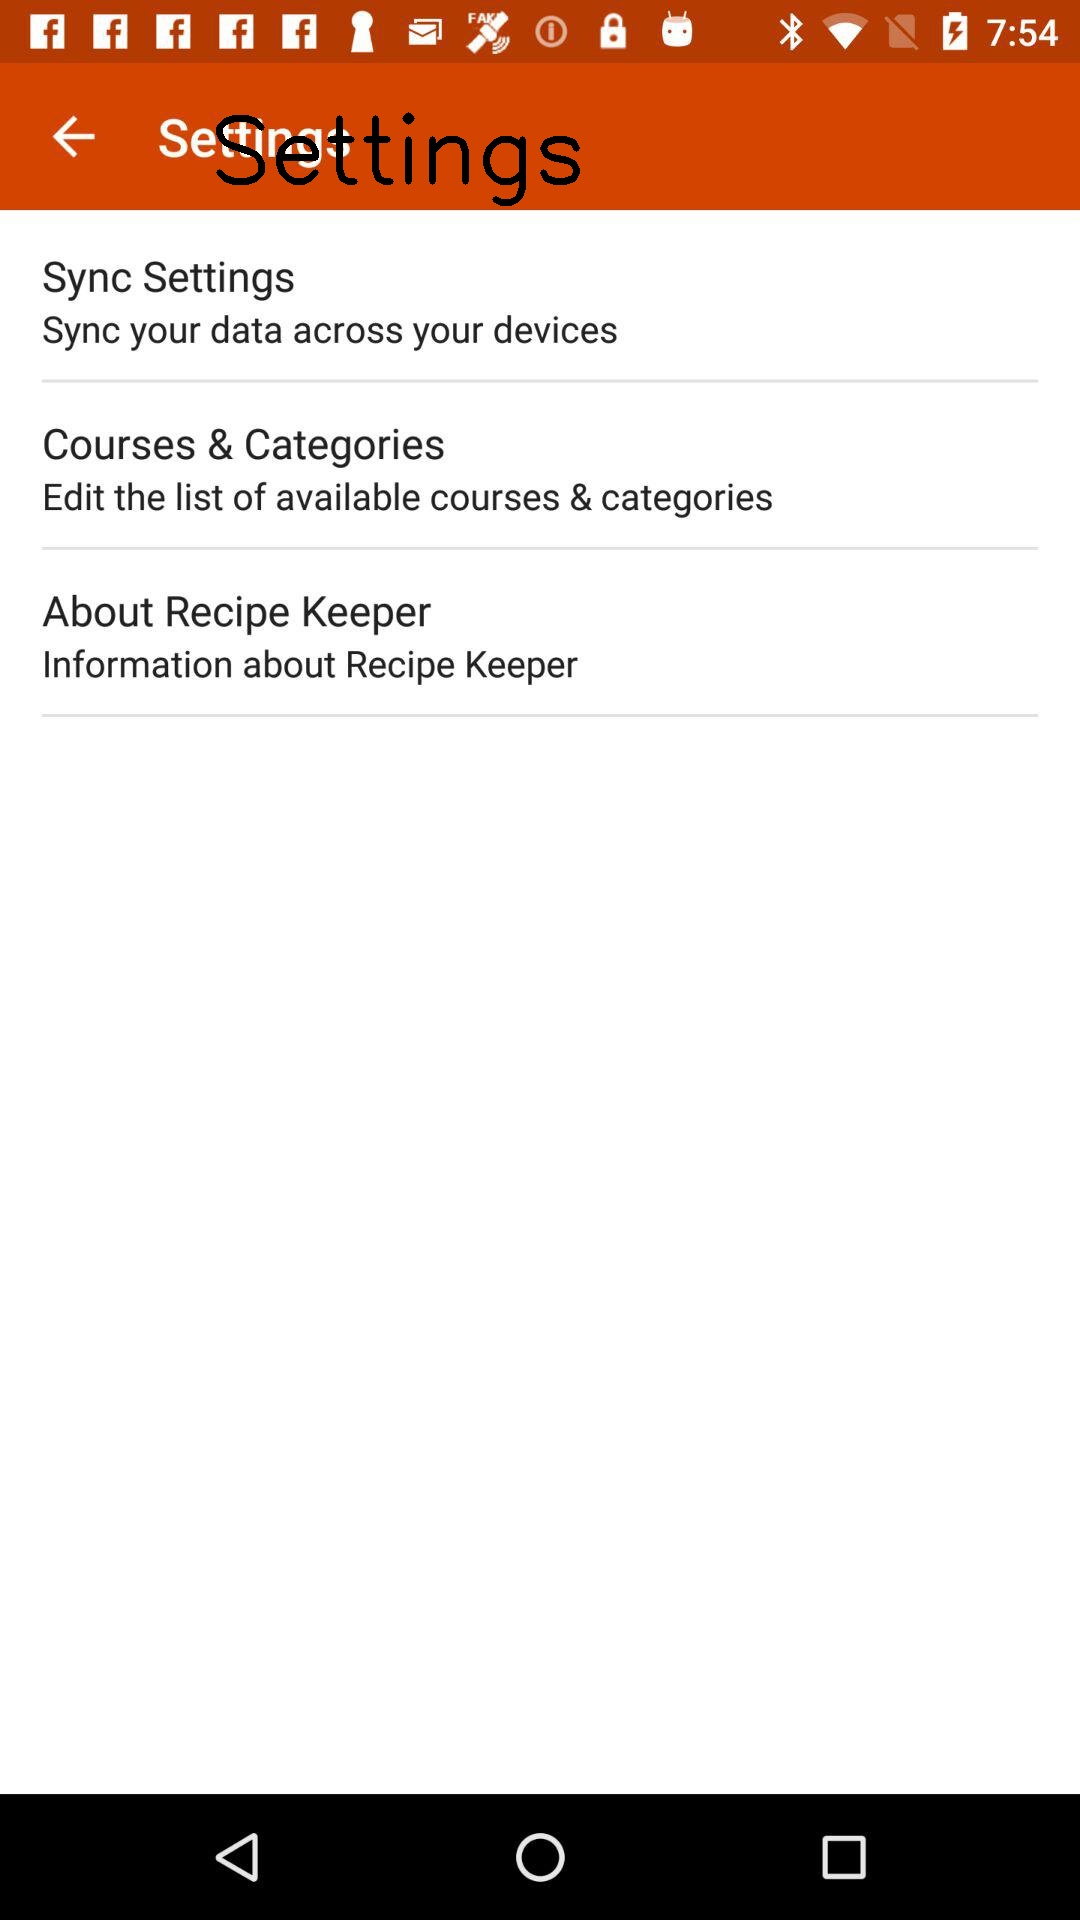 FAKE 7:54
Settings
Settings
Sync Settings
Sync your data across your devices
Courses & Categories
Edit the list of available courses & categories
About Recipe Keeper
Information about Recipe Keeper